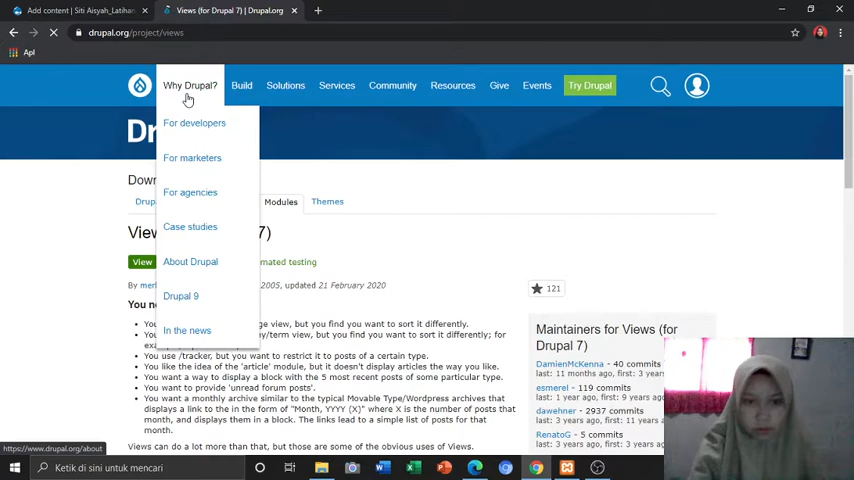 Add content | Siti Aisyah_Latihan
Views (for Drupal 7) | Drupal.org
drupal.org/project/views
Apl
Why Drupal?
Build
Solutions
Services
Community
Resources
Give
Events
Try Drupal
For developers
For marketers
For agencies
Case studies
About Drupal
Drupal 9
In the news
Dr
Down
Drup
Modules
Themes
View
7)
View
mated testing
By merl
2005, updated 21 February 2020
121
You ne
You
ge view, but you find you want to sort it differently.
You
y/term view, but you find you want to sort it differently; for
exa
You use /tracker, but you want to restrict it to posts of a certain type.
You like the idea of the 'article' module, but it doesn't display articles the way you like.
You want a way to display a block with the 5 most recent posts of some particular type.
You want to provide 'unread forum posts'.
You want a monthly archive similar to the typical Movable Type/Wordpress archives that
displays a link to the in the form of "Month, YYYY (X)" where X is the number of posts that
month, and displays them in a block. The links lead to a simple list of posts for that
month.
Views can do a lot more than that, but those are some of the obvious uses of Views.
Maintainers for Views (for
Drupal 7)
DamienMcKenna - 40 commits
last: 11 months ago, first: 3 year
esmerel - 119 commits
last: 1 year ago, first: 9 years ag
dawehner - 2937 commits
last: 3 years ago, first: 11 years
RenatoG - 5 commits
last: 3 years ago, first: 3 years a
https://www.drupal.org/about
Ketik di sini untuk mencari